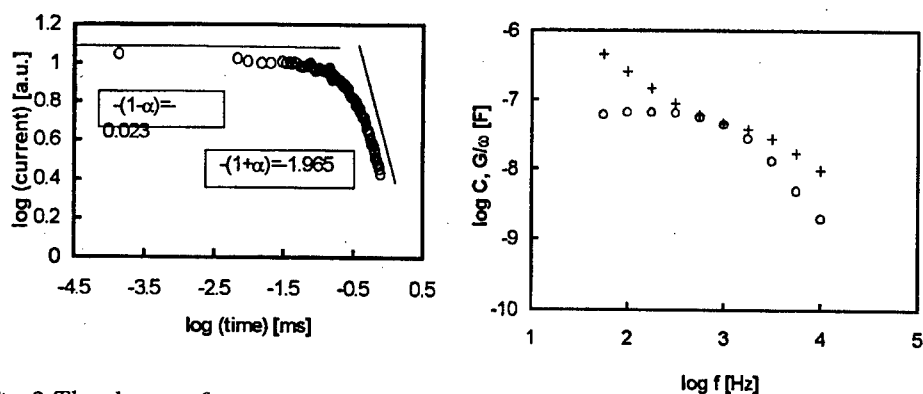 1.2
1
0.8
0.6
0.4
0.2
0
log (current) [a.u.]
-(1-α)=-
0.023
-(1+α)=-1.965
-4.5 -3.5 -2.5 -1.5 -0.5 0.5
log (time) [ms]
-6
-7
-8
-9
-10
log C, G/ω [F]
1 2 3 4 5
log f [Hz]